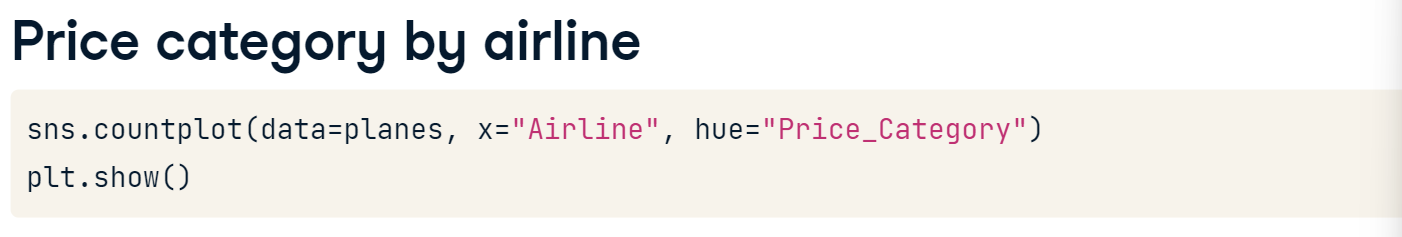 Price category by airline
sns.countplot(data=planes, x="Airline", hue="Price_Category")
plt.show()